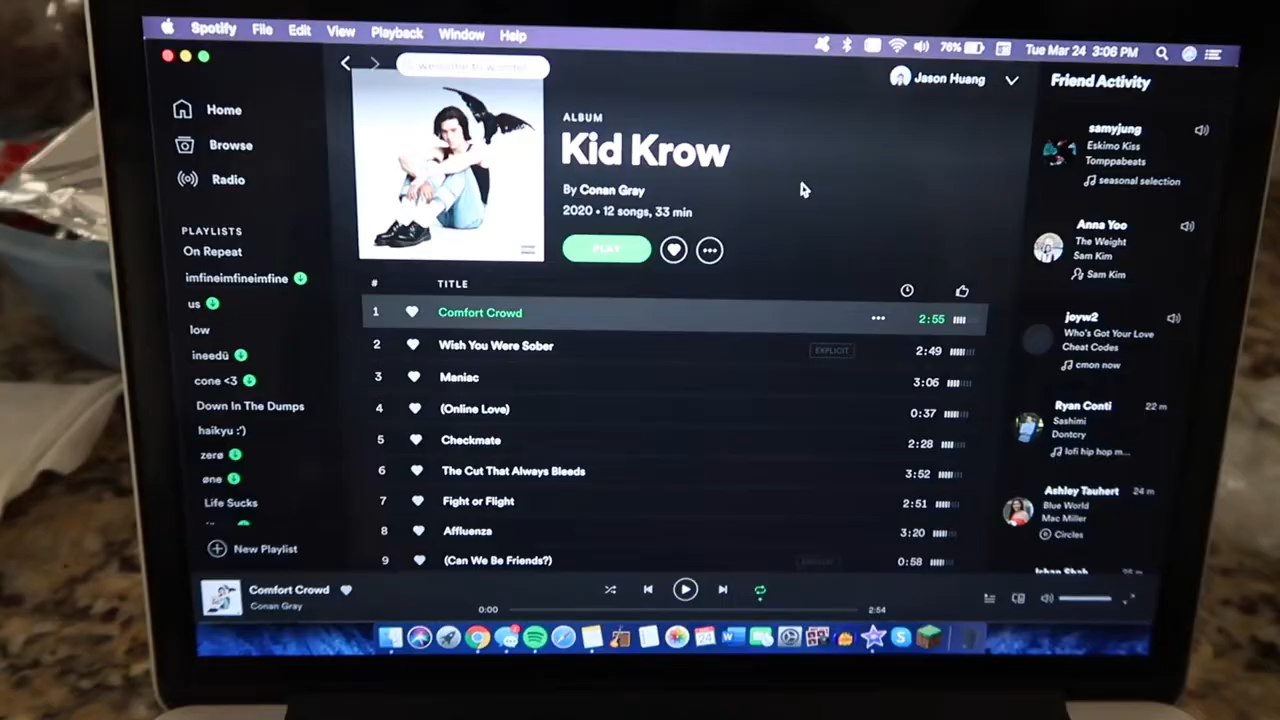 Spotify File Edit View Playback Window Help
76% Tue Mar 24 3:06 PM
Jason Huang
Friend Activity
Home
Browse
Radio
PLAYLISTS
On Repeat
imfineimfineimfine
us
low
ineedü
cone <3
Down In The Dumps
haikyu :')
zerø
øne
Life Sucks
New Playlist
ALBUM
Kid Krow
By Conan Gray
2020 • 12 songs, 33 min
PLAY
# TITLE
1 Comfort Crowd 2:55
2 Wish You Were Sober EXPLICIT 2:49
3 Maniac 3:06
4 (Online Love) 0:37
5 Checkmate 2:28
6 The Cut That Always Bleeds 3:52
7 Fight or Flight 2:51
8 Affluenza 3:20
9 (Can We Be Friends?) EXPLICIT 0:58
samyjung
Eskimo Kiss
Tomppabeats
seasonal selection
Anna Yoo
The Weight
Sam Kim
Sam Kim
joyw2
Who's Got Your Love
Cheat Codes
cmon now
Ryan Conti 22 m
Sashimi
Dontcry
lofi hip hop m...
Ashley Tauhert 24 m
Blue World
Mac Miller
Circles
Comfort Crowd
Conan Gray
0:00 2:54